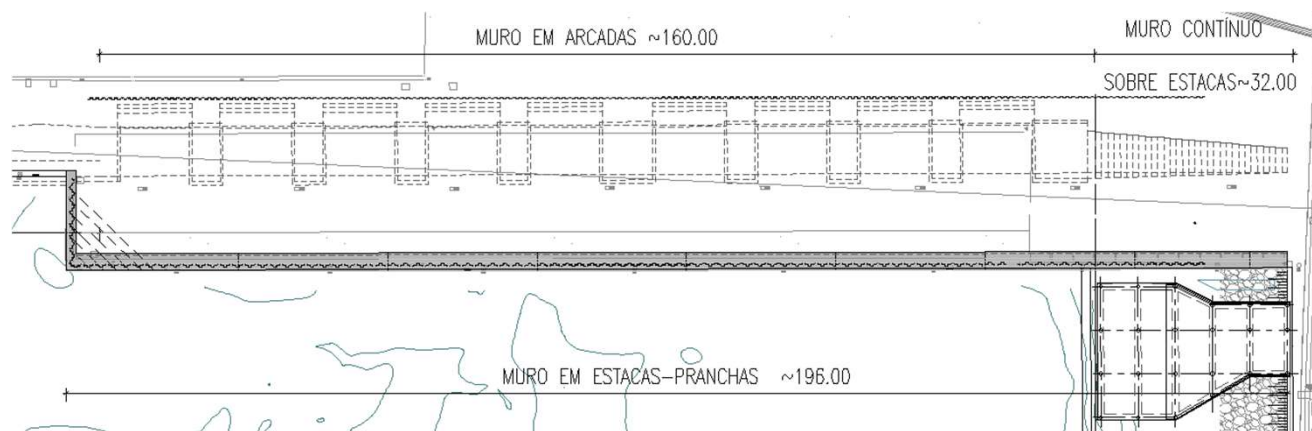 MURO EM ARCADAS ~160.00
MURO CONTÍNUO
SOBRE ESTACAS~32.00
MURO EM ESTACAS-PRANCHAS ~196.00